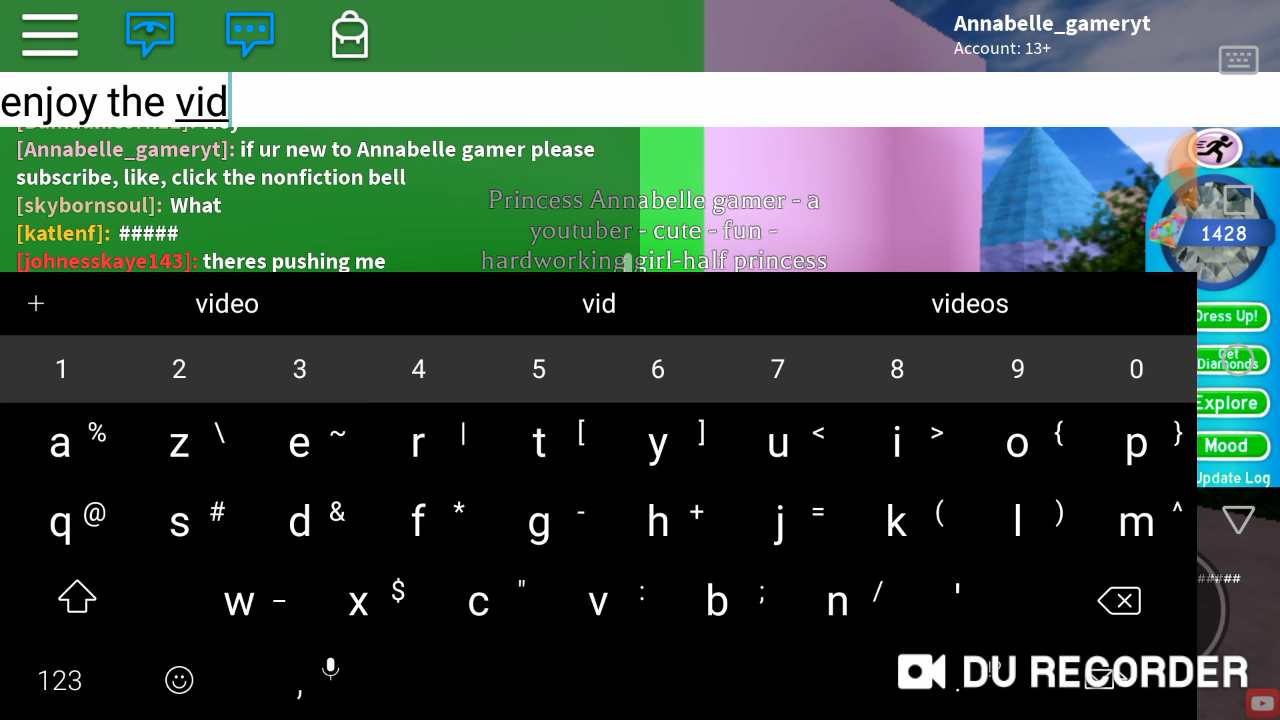 Annabelle_gameryt
Account: 13+
enjoy the vid
[Annabelle_gameryt]: if ur new to Annabelle gamer please
subscribe, like, click the nonfiction bell
[skybornsoul]: What
[katlenf]: #####
[johnesskaye143]: theres pushing me
Princess Annabelle gamer - a
youtuber - cute - fun -
hardworking girl-half princess
1428
Dress Up!
Get
Diamonds
Explore
Mood
Update Log
#####
+ video vid videos
1 2 3 4 5 6 7 8 9 0
a % z \ e ~ r | t [ y ] u < i > o { p }
q @ s # d & f * g - h + j = k ( l ) m ^
w _ x $ c " v : b ; n / '
123 , . !?
DU RECORDER